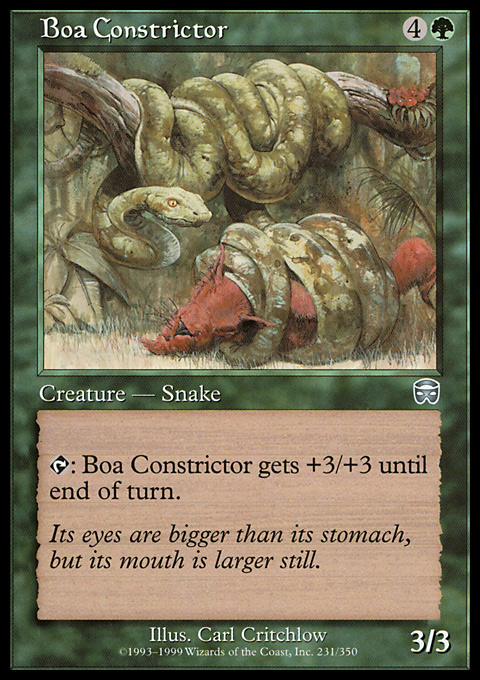 Boa Constrictor 4
Creature — Snake
: Boa Constrictor gets +3/+3 until
end of turn.
Its eyes are bigger than its stomach,
but its mouth is larger still.
Illus. Carl Critchlow
3/3
©1993–1999 Wizards of the Coast, Inc. 231/350